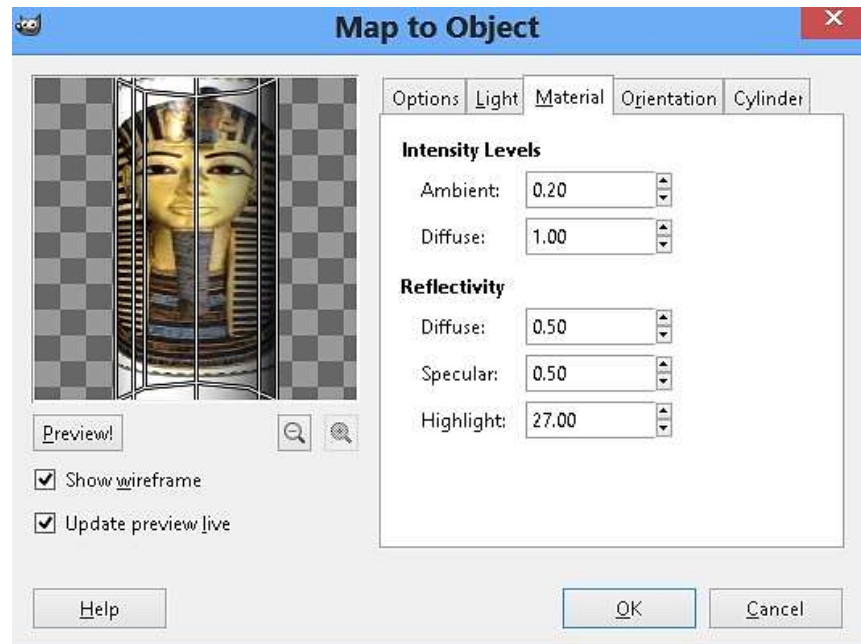 Map to Object
Options Light Material Orientation Cylinder
Intensity Levels
Ambient: 0.20
Diffuse: 1.00
Reflectivity
Diffuse: 0.50
Specular: 0.50
Highlight: 27.00
Preview!
Show wireframe
Update preview live
Help OK Cancel